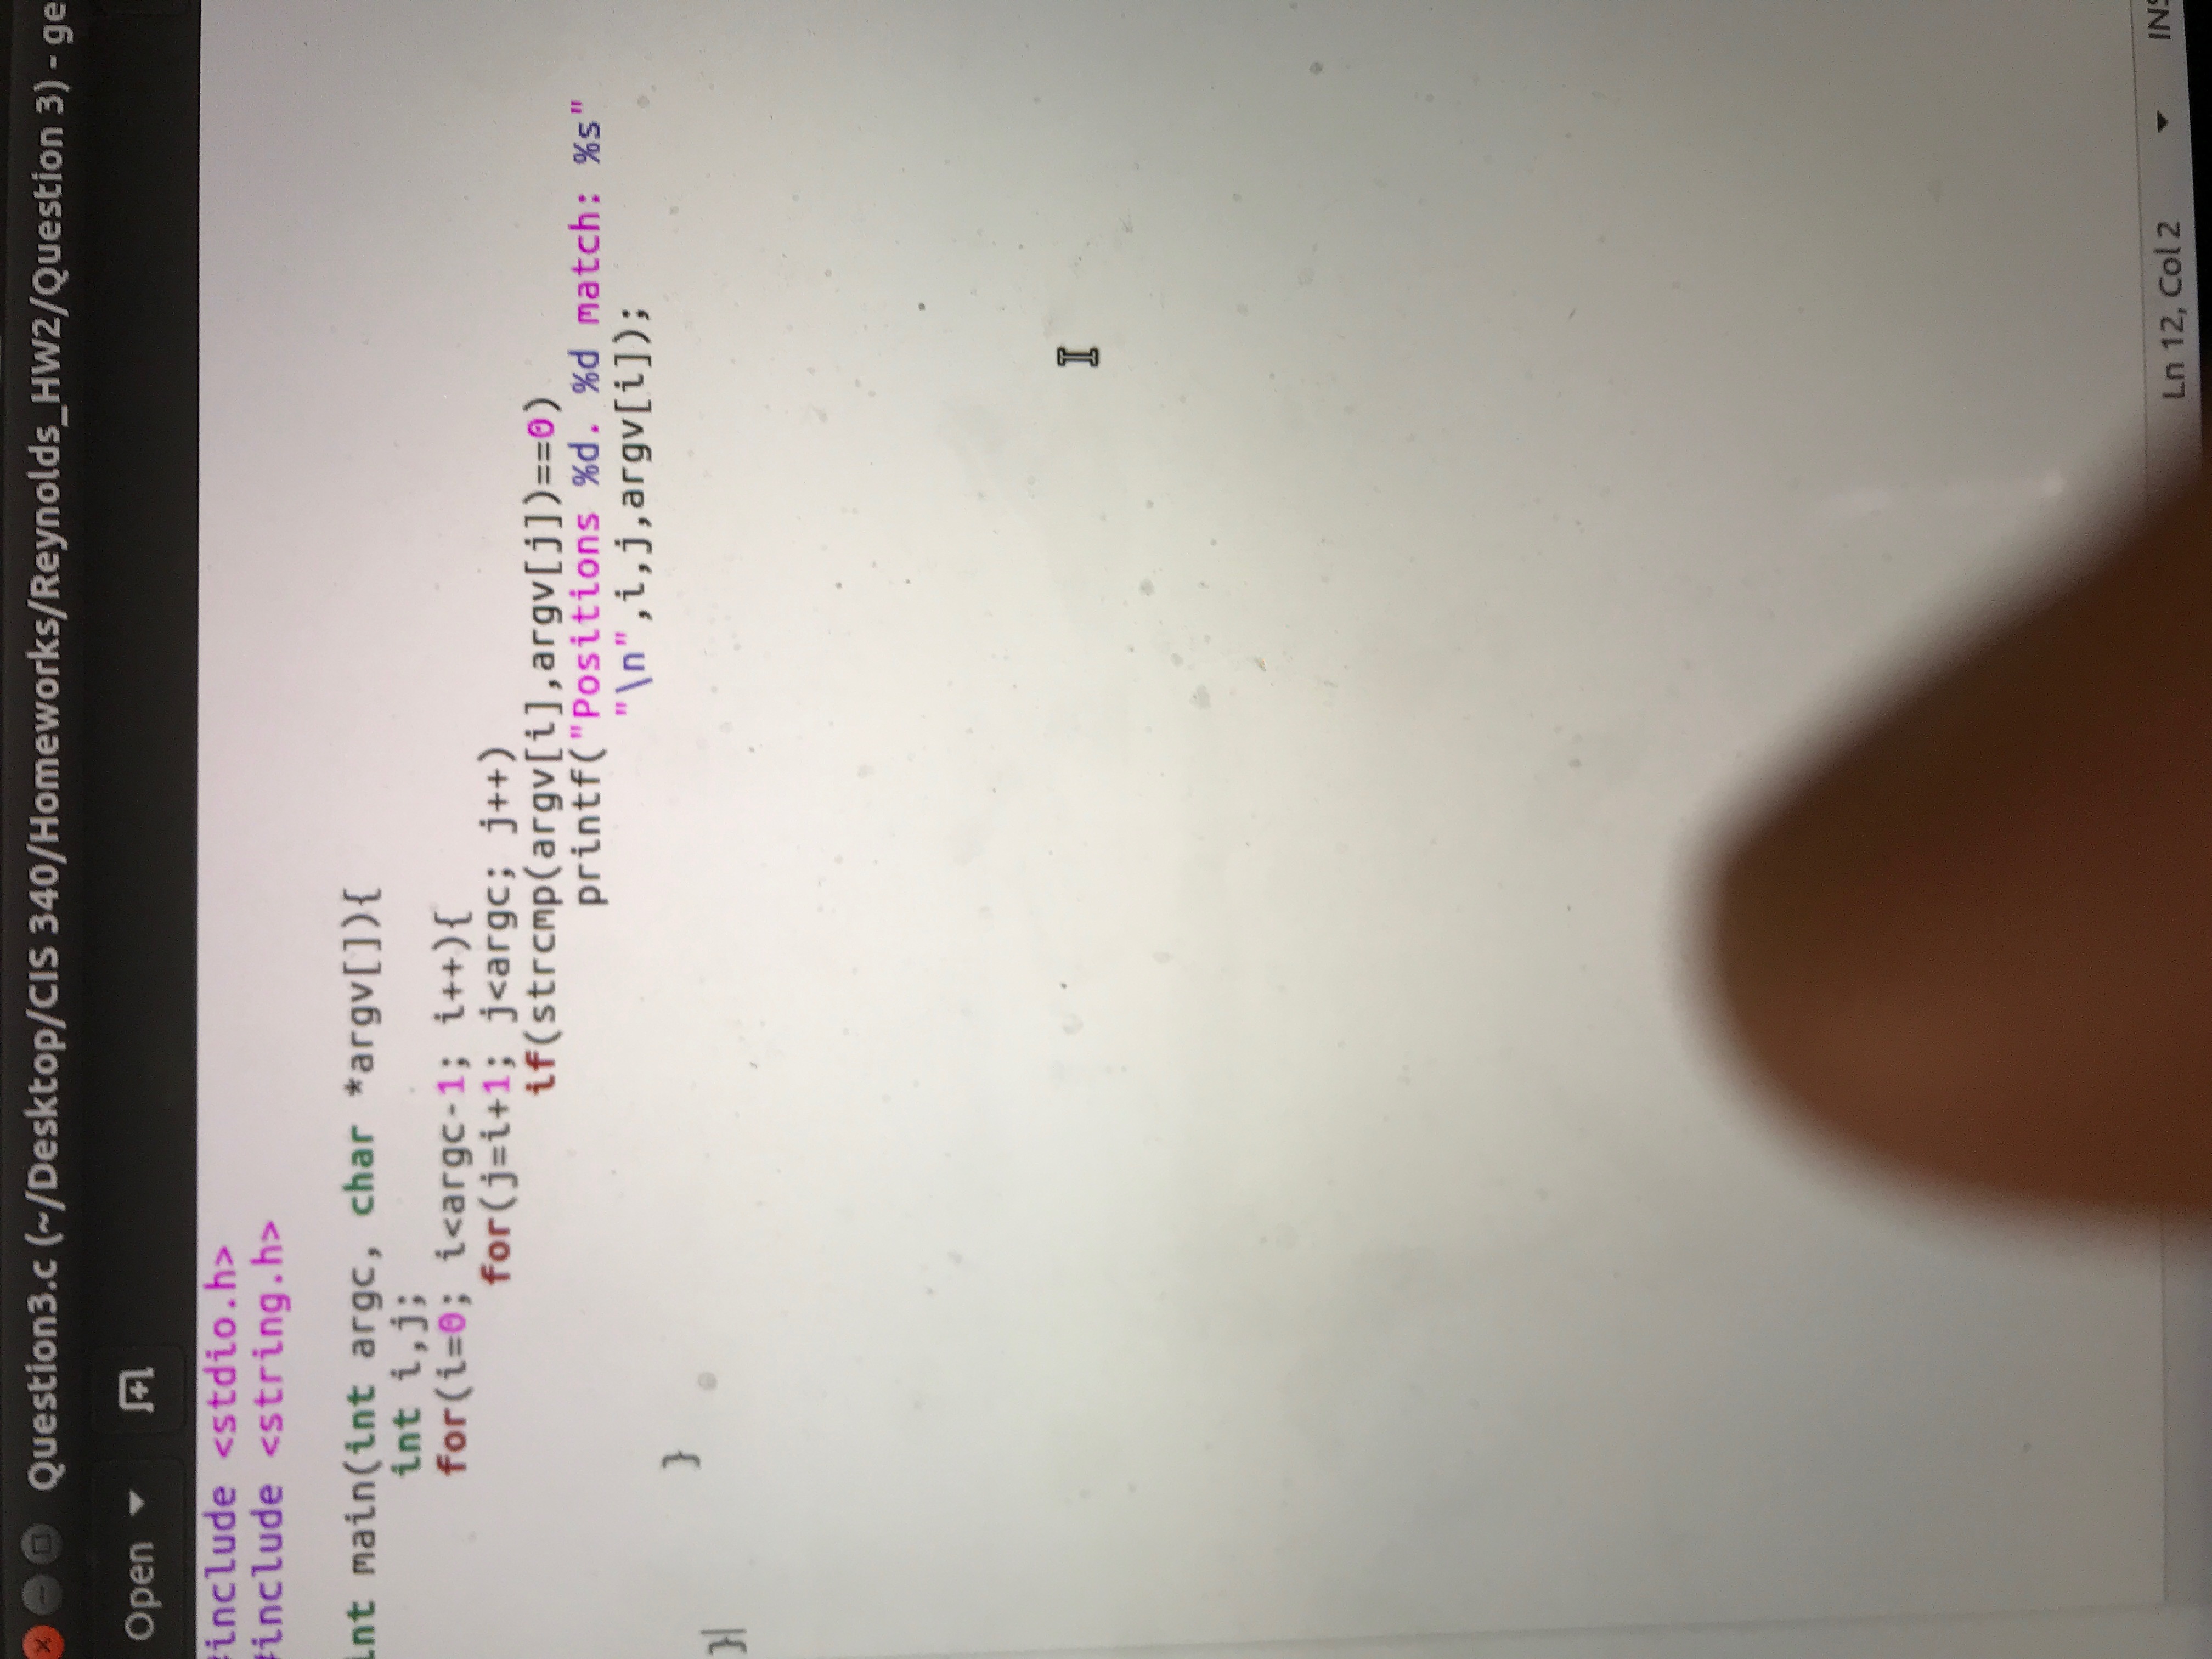 Question3.c (~/Desktop/CIS 340/Homeworks/Reynolds_HW2/Question 3) - ge
Open
#include <stdio.h>
#include <string.h>
int main(int argc, char *argv[]){
int i,j;
for(i=0; i<argc-1; i++){
for(j=i+1; j<argc; j++)
if(strcmp(argv[i],argv[j])==0)
printf("Positions %d. %d match: %s"
"\n",i,j,argv[i]);
}
}
Ln 12, Col 2
INS